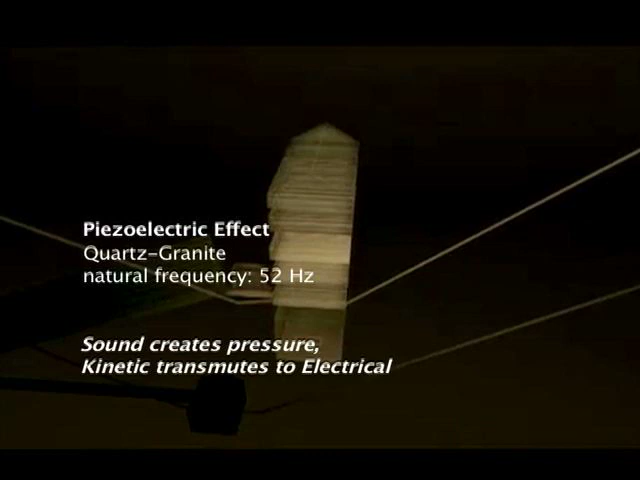 Piezoelectric Effect
Quartz-Granite
natural frequency: 52 Hz
Sound creates pressure,
Kinetic transmutes to Electrical